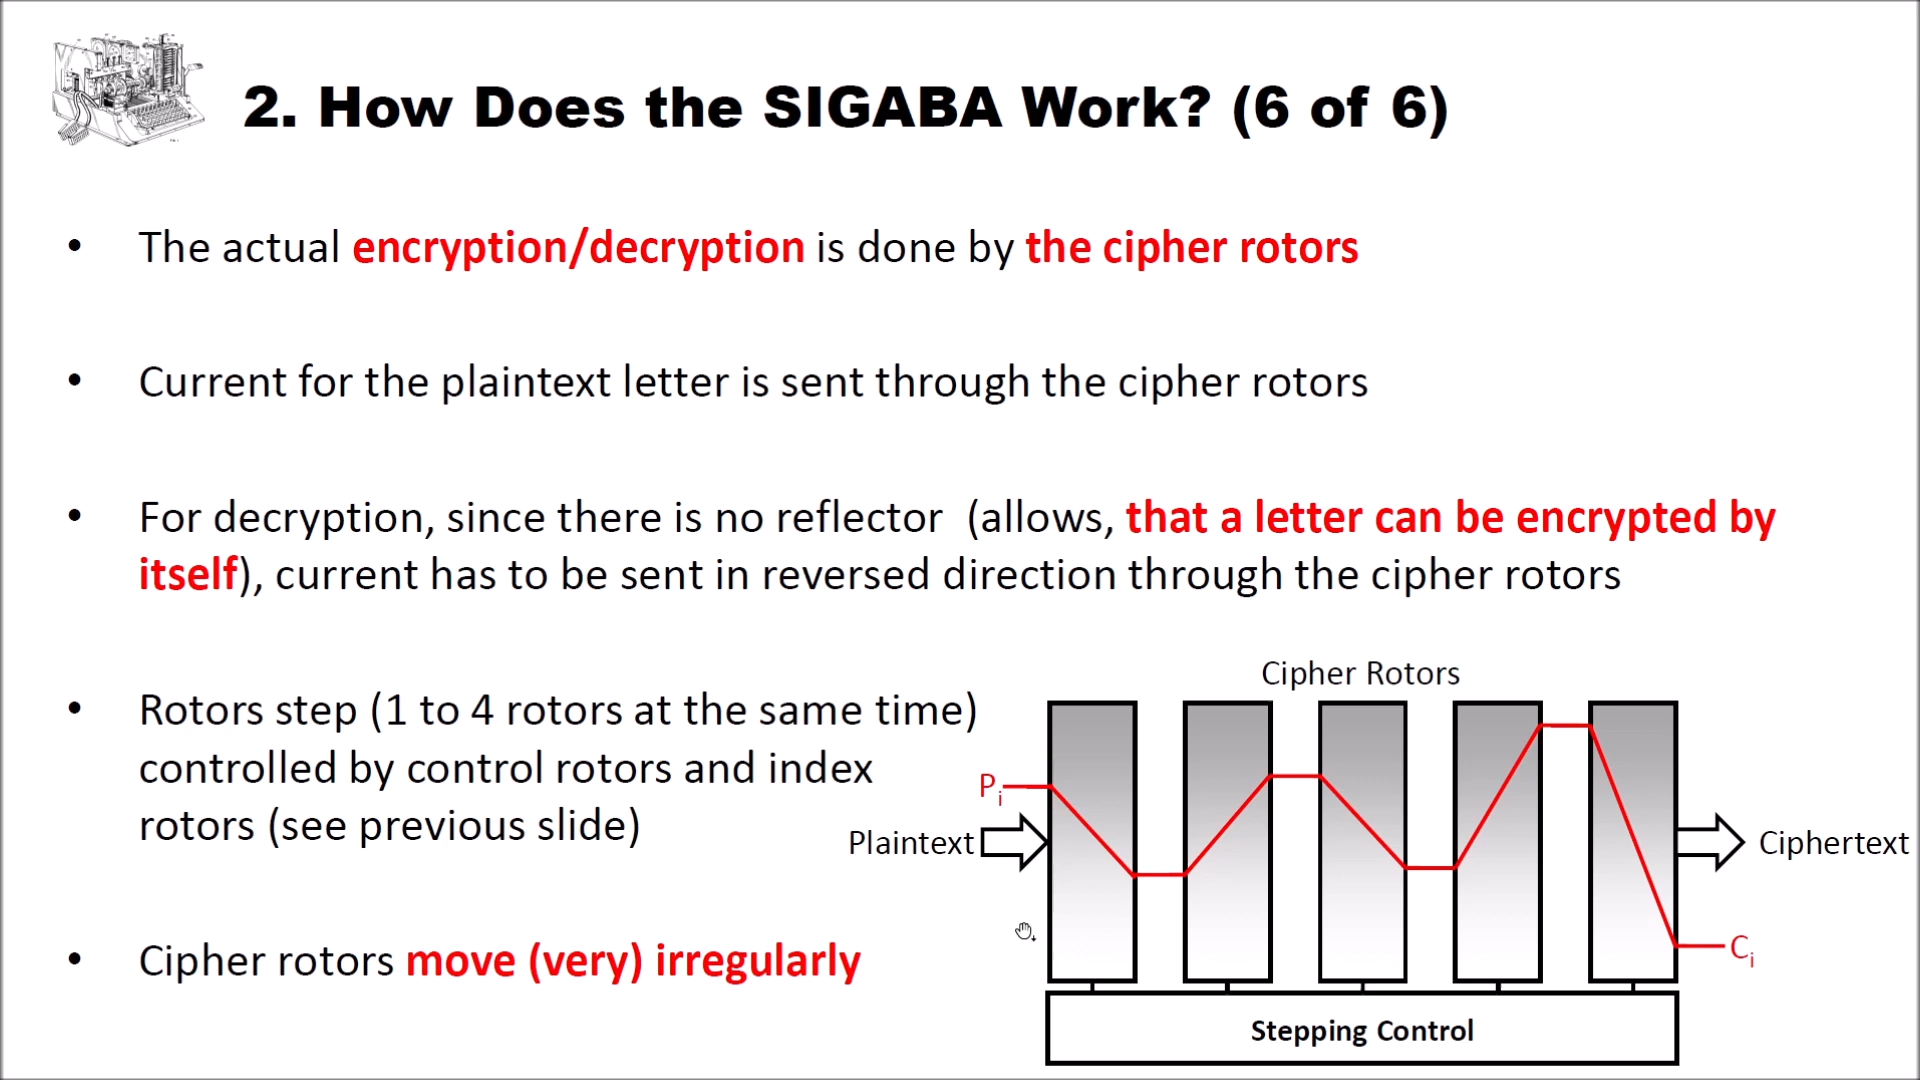 2. How Does the SIGABA Work? (6 of 6)
• The actual encryption/decryption is done by the cipher rotors
• Current for the plaintext letter is sent through the cipher rotors
• For decryption, since there is no reflector (allows, that a letter can be encrypted by
itself), current has to be sent in reversed direction through the cipher rotors
• Rotors step (1 to 4 rotors at the same time)
controlled by control rotors and index
rotors (see previous slide)
• Cipher rotors move (very) irregularly
Cipher Rotors
Pi
Plaintext
Ciphertext
Ci
Stepping Control